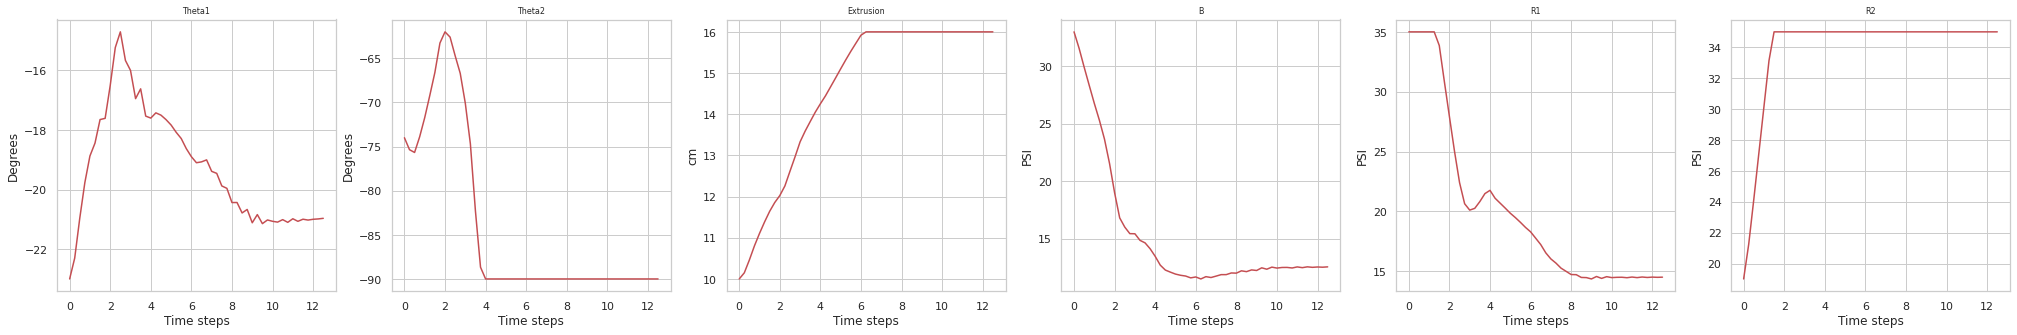 Theta1
Degrees
−16
−18
−20
−22
0 2 4 6 8 10 12
Time steps
Theta2
Degrees
−65
−70
−75
−80
−85
−90
0 2 4 6 8 10 12
Time steps
Extrusion
cm
16
15
14
13
12
11
10
0 2 4 6 8 10 12
Time steps
B
PSI
30
25
20
15
0 2 4 6 8 10 12
Time steps
R1
PSI
35
30
25
20
15
0 2 4 6 8 10 12
Time steps
R2
PSI
34
32
30
28
26
24
22
20
0 2 4 6 8 10 12
Time steps